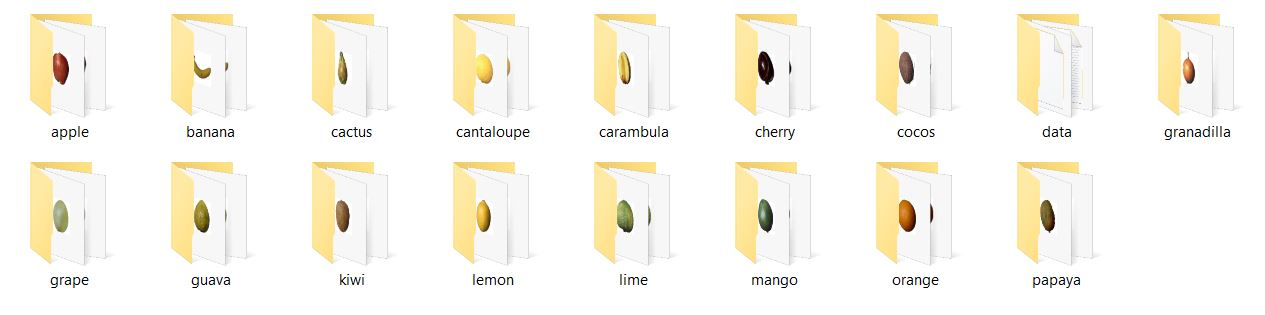 apple banana cactus cantaloupe carambula cherry cocos data granadilla
grape guava kiwi lemon lime mango orange papaya